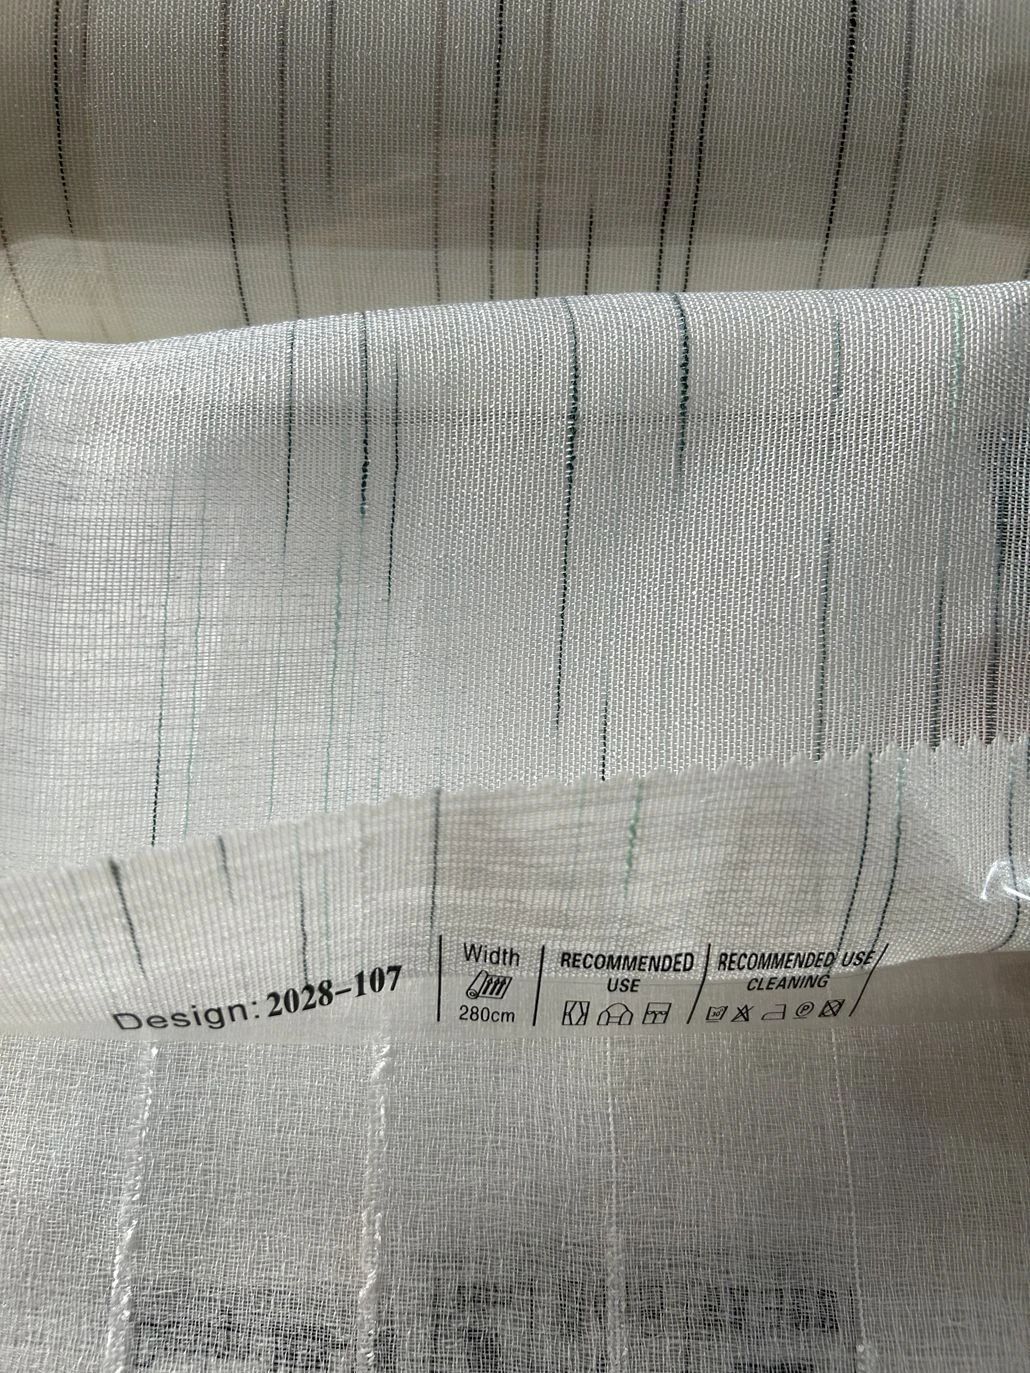 Design: 2028-107
Width
280cm
RECOMMENDED
USE
RECOMMENDED USE
CLEANING